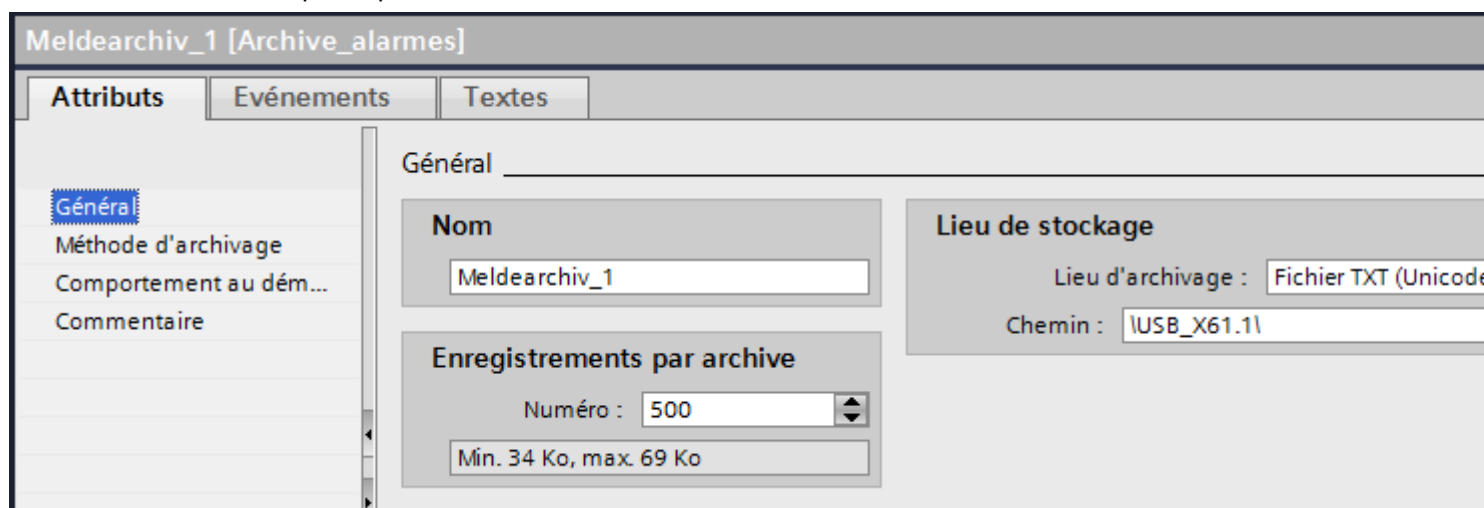 Meldearchiv_1 [Archive_alarmes]
Attributs Evénements Textes
Général
Méthode d'archivage
Comportement au dém...
Commentaire
Général
Nom
Meldearchiv_1
Enregistrements par archive
Numéro : 500
Min. 34 Ko, max. 69 Ko
Lieu de stockage
Lieu d'archivage : Fichier TXT (Unicode
Chemin : \USB_X61.1\